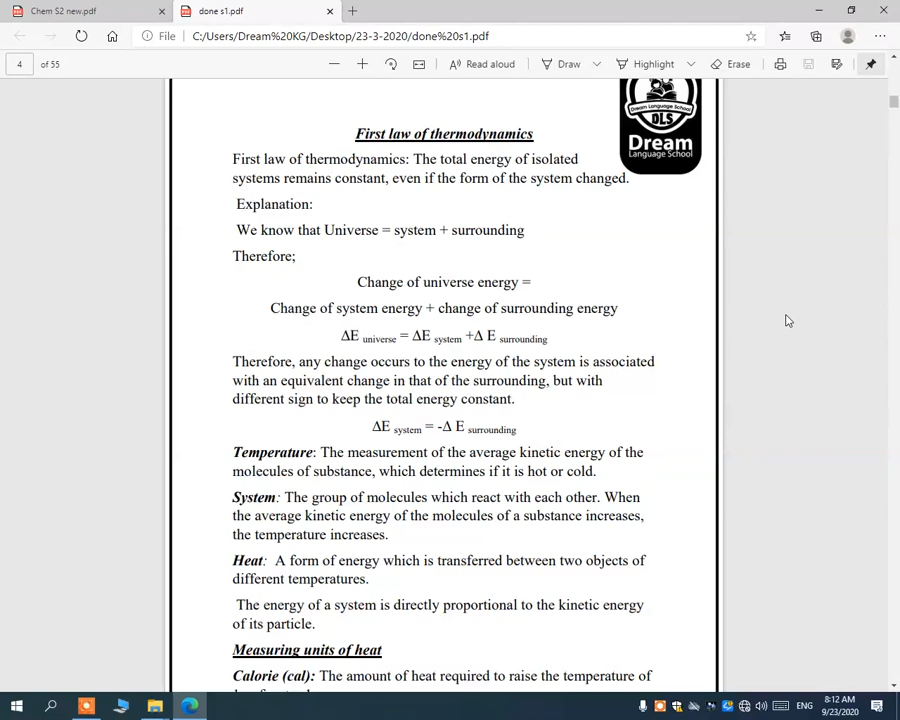 Chem S2 new.pdf
done s1.pdf
File
C:/Users/Dream%20KG/Desktop/23-3-2020/done%20s1.pdf
4 of 55
Read aloud
Draw
Highlight
Erase
Dream Language School
DLS
Dream
Language School
First law of thermodynamics
First law of thermodynamics: The total energy of isolated
systems remains constant, even if the form of the system changed.
Explanation:
We know that Universe = system + surrounding
Therefore;
Change of universe energy =
Change of system energy + change of surrounding energy
ΔE universe = ΔE system +Δ E surrounding
Therefore, any change occurs to the energy of the system is associated
with an equivalent change in that of the surrounding, but with
different sign to keep the total energy constant.
ΔE system = -Δ E surrounding
Temperature: The measurement of the average kinetic energy of the
molecules of substance, which determines if it is hot or cold.
System: The group of molecules which react with each other. When
the average kinetic energy of the molecules of a substance increases,
the temperature increases.
Heat: A form of energy which is transferred between two objects of
different temperatures.
The energy of a system is directly proportional to the kinetic energy
of its particle.
Measuring units of heat
Calorie (cal): The amount of heat required to raise the temperature of
ENG
8:12 AM
9/23/2020